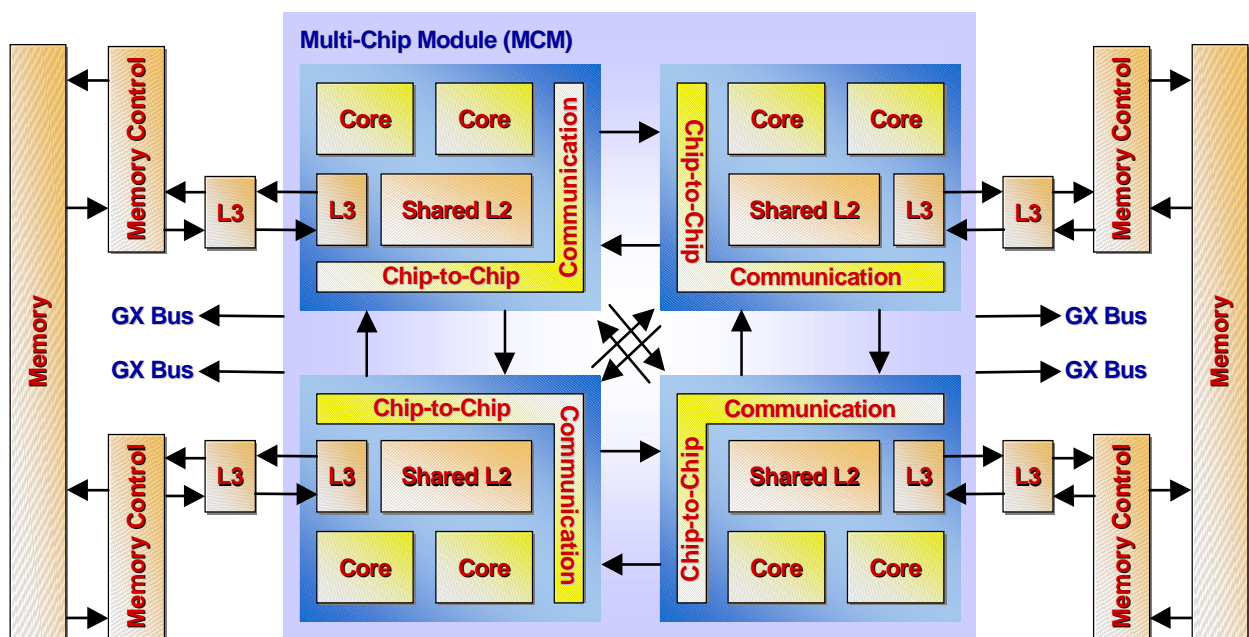 Multi-Chip Module (MCM)
Memory
Memory Control
L3
Core
Core
L3
Shared L2
Chip-to-Chip
Communication
Core
Core
Chip-to-Chip
Shared L2
L3
Communication
L3
Memory Control
Memory
GX Bus
GX Bus
GX Bus
GX Bus
Memory Control
L3
Chip-to-Chip
Communication
L3
Shared L2
Core
Core
Communication
Chip-to-Chip
Shared L2
L3
Core
Core
L3
Memory Control